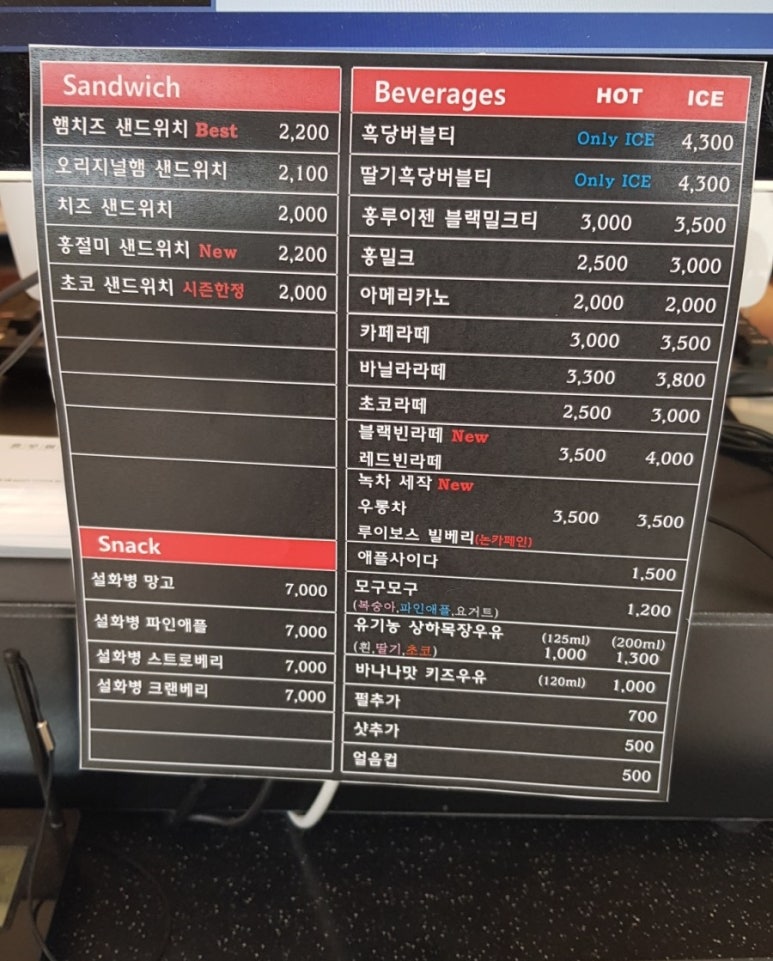 Sandwich
햄치즈 샌드위치 Best 2,200
오리지널햄 샌드위치 2,100
치즈 샌드위치 2,000
홍절미 샌드위치 New 2,200
초코 샌드위치 시즌한정 2,000
Snack
설화병 망고 7,000
설화병 파인애플 7,000
설화병 스트로베리 7,000
설화병 크랜베리 7,000
Beverages HOT ICE
흑당버블티 Only ICE 4,300
딸기흑당버블티 Only ICE 4,300
홍루이젠 블랙밀크티 3,000 3,500
홍밀크 2,500 3,000
아메리카노 2,000 2,000
카페라떼 3,000 3,500
바닐라라떼 3,300 3,800
초코라떼 2,500 3,000
블랙빈라떼 New
레드빈라떼 3,500 4,000
녹차 세작 New
우롱차 3,500 3,500
루이보스 빌베리(논카페인)
애플사이다 1,500
모구모구 1,200
(복숭아,파인애플,요거트)
유기농 상하목장우유 (125ml) (200ml)
(흰,딸기,초코) 1,000 1,300
바나나맛 키즈우유 (120ml) 1,000
펄추가 700
샷추가 500
얼음컵 500